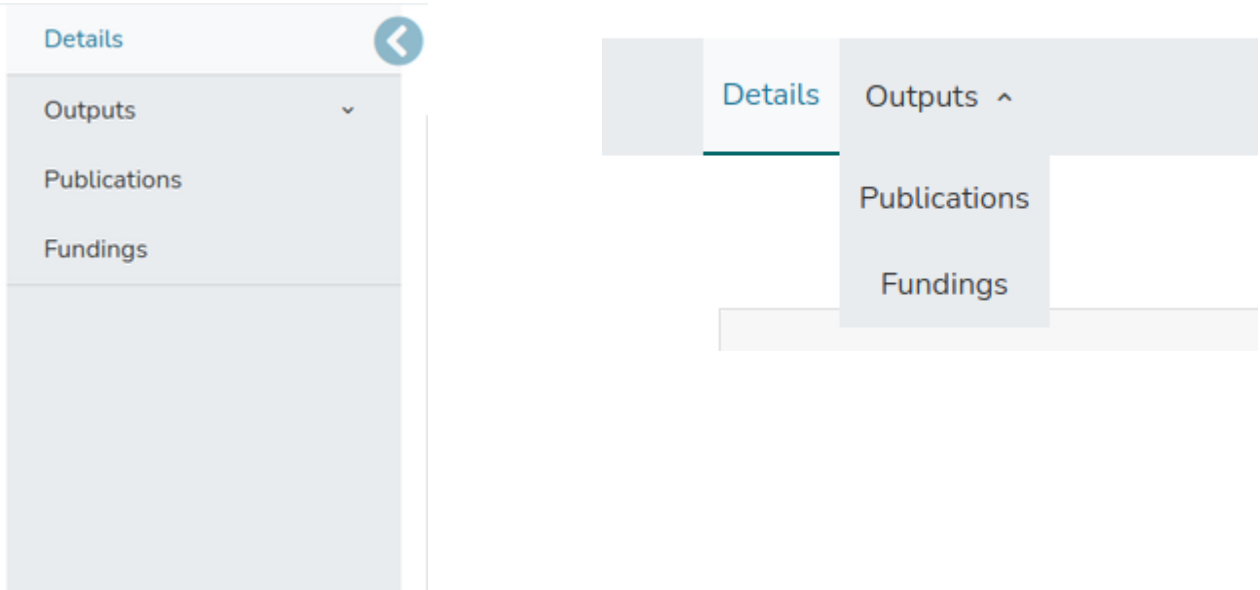 Details
Outputs
Publications
Fundings
Details
Outputs
Publications
Fundings